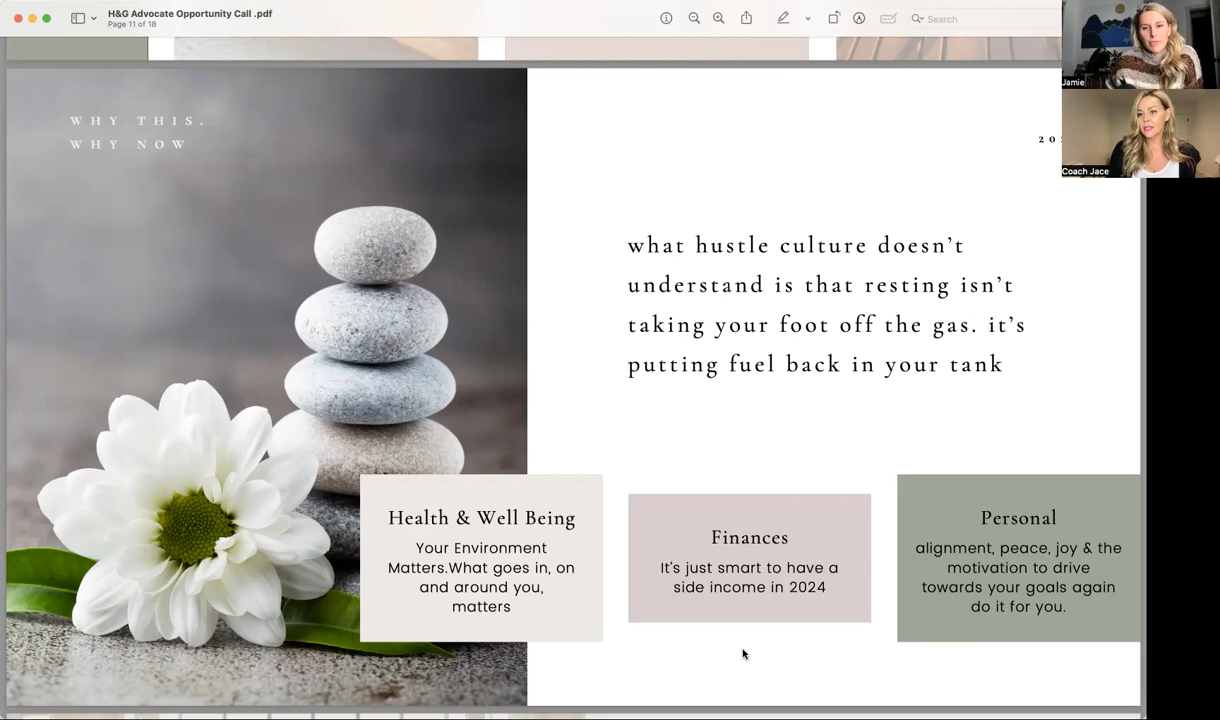 H&G Advocate Opportunity Call .pdf
Page 11 of 18
Search
Jamie
Coach Jace
WHY THIS.
WHY NOW
what hustle culture doesn’t
understand is that resting isn’t
taking your foot off the gas. it’s
putting fuel back in your tank
Health & Well Being
Your Environment
Matters.What goes in, on
and around you,
matters
Finances
It's just smart to have a
side income in 2024
Personal
alignment, peace, joy & the
motivation to drive
towards your goals again
do it for you.